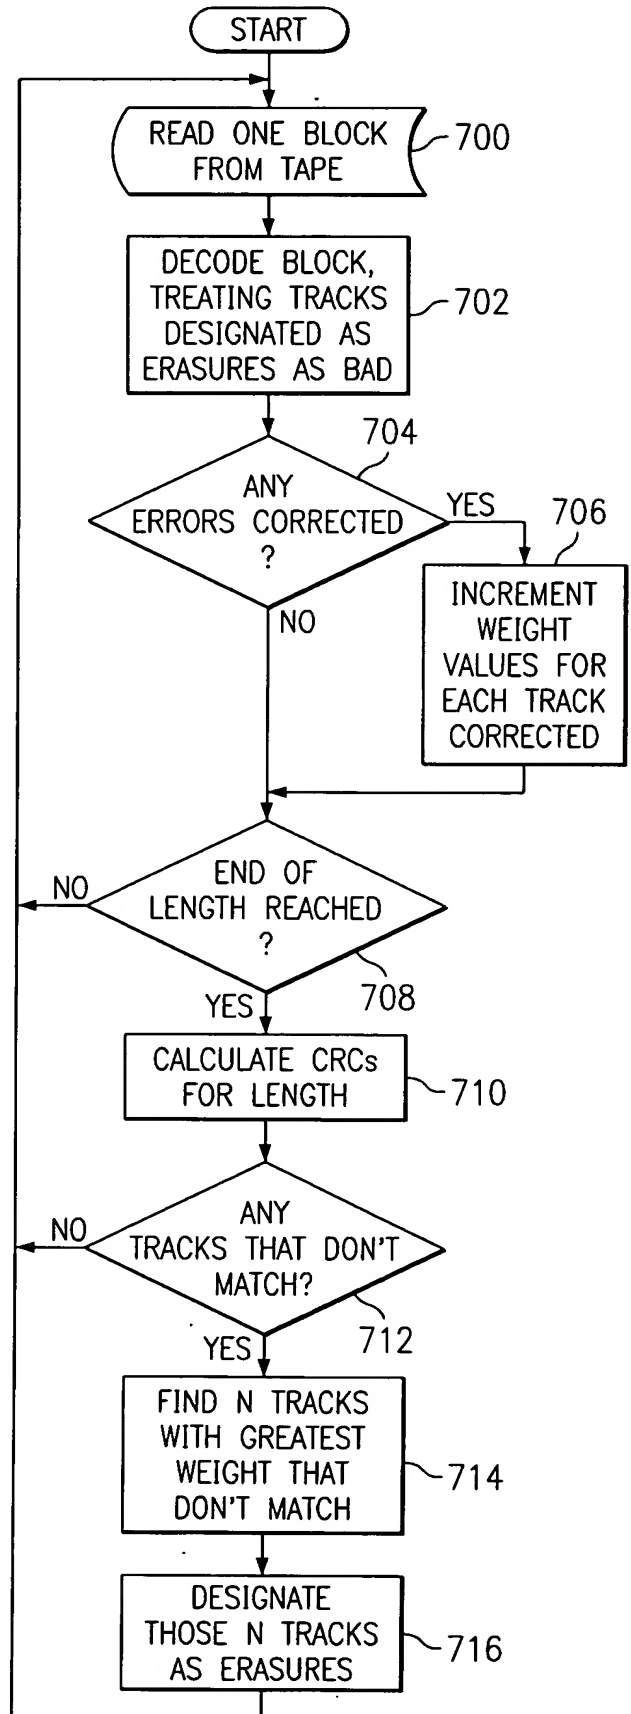 START
READ ONE BLOCK
FROM TAPE
700
DECODE BLOCK,
TREATING TRACKS
DESIGNATED AS
ERASURES AS BAD
702
704
ANY
ERRORS CORRECTED
?
YES
NO
706
INCREMENT
WEIGHT
VALUES FOR
EACH TRACK
CORRECTED
END OF
LENGTH REACHED
?
NO
708
YES
CALCULATE CRCs
FOR LENGTH
710
ANY
TRACKS THAT DON'T
MATCH?
NO
712
YES
FIND N TRACKS
WITH GREATEST
WEIGHT THAT
DON'T MATCH
714
DESIGNATE
THOSE N TRACKS
AS ERASURES
716